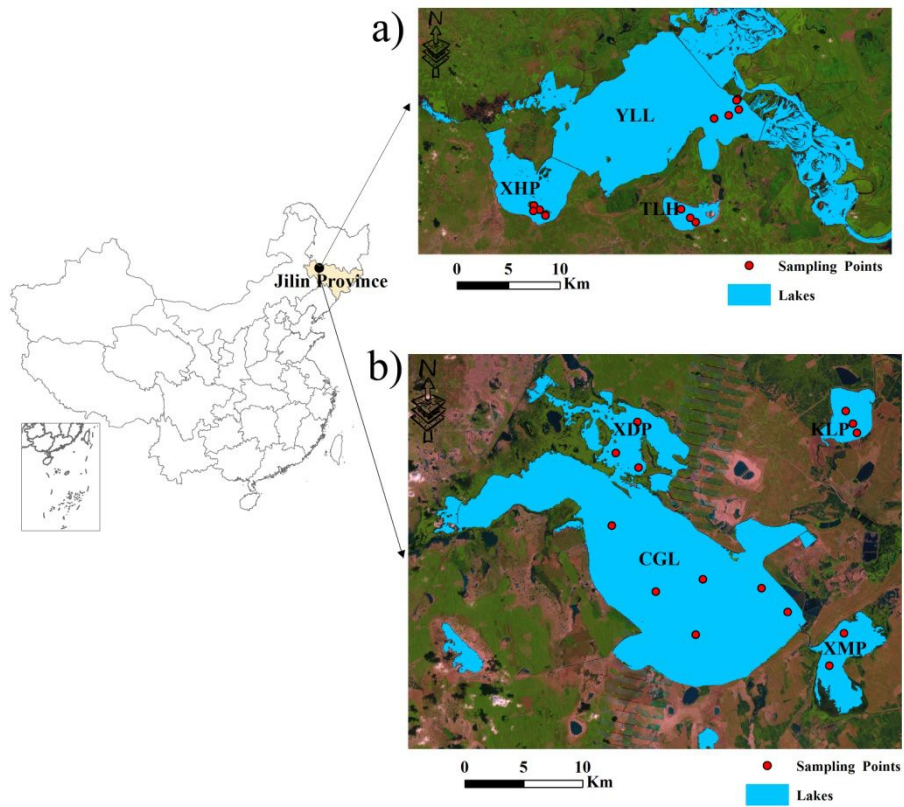 a)
N
YLL
XHP
TLH
0 5 10
Km
Sampling Points
Lakes
Jilin Province
b)
N
XDP
KLP
CGL
XMP
0 5 10
Km
Sampling Points
Lakes